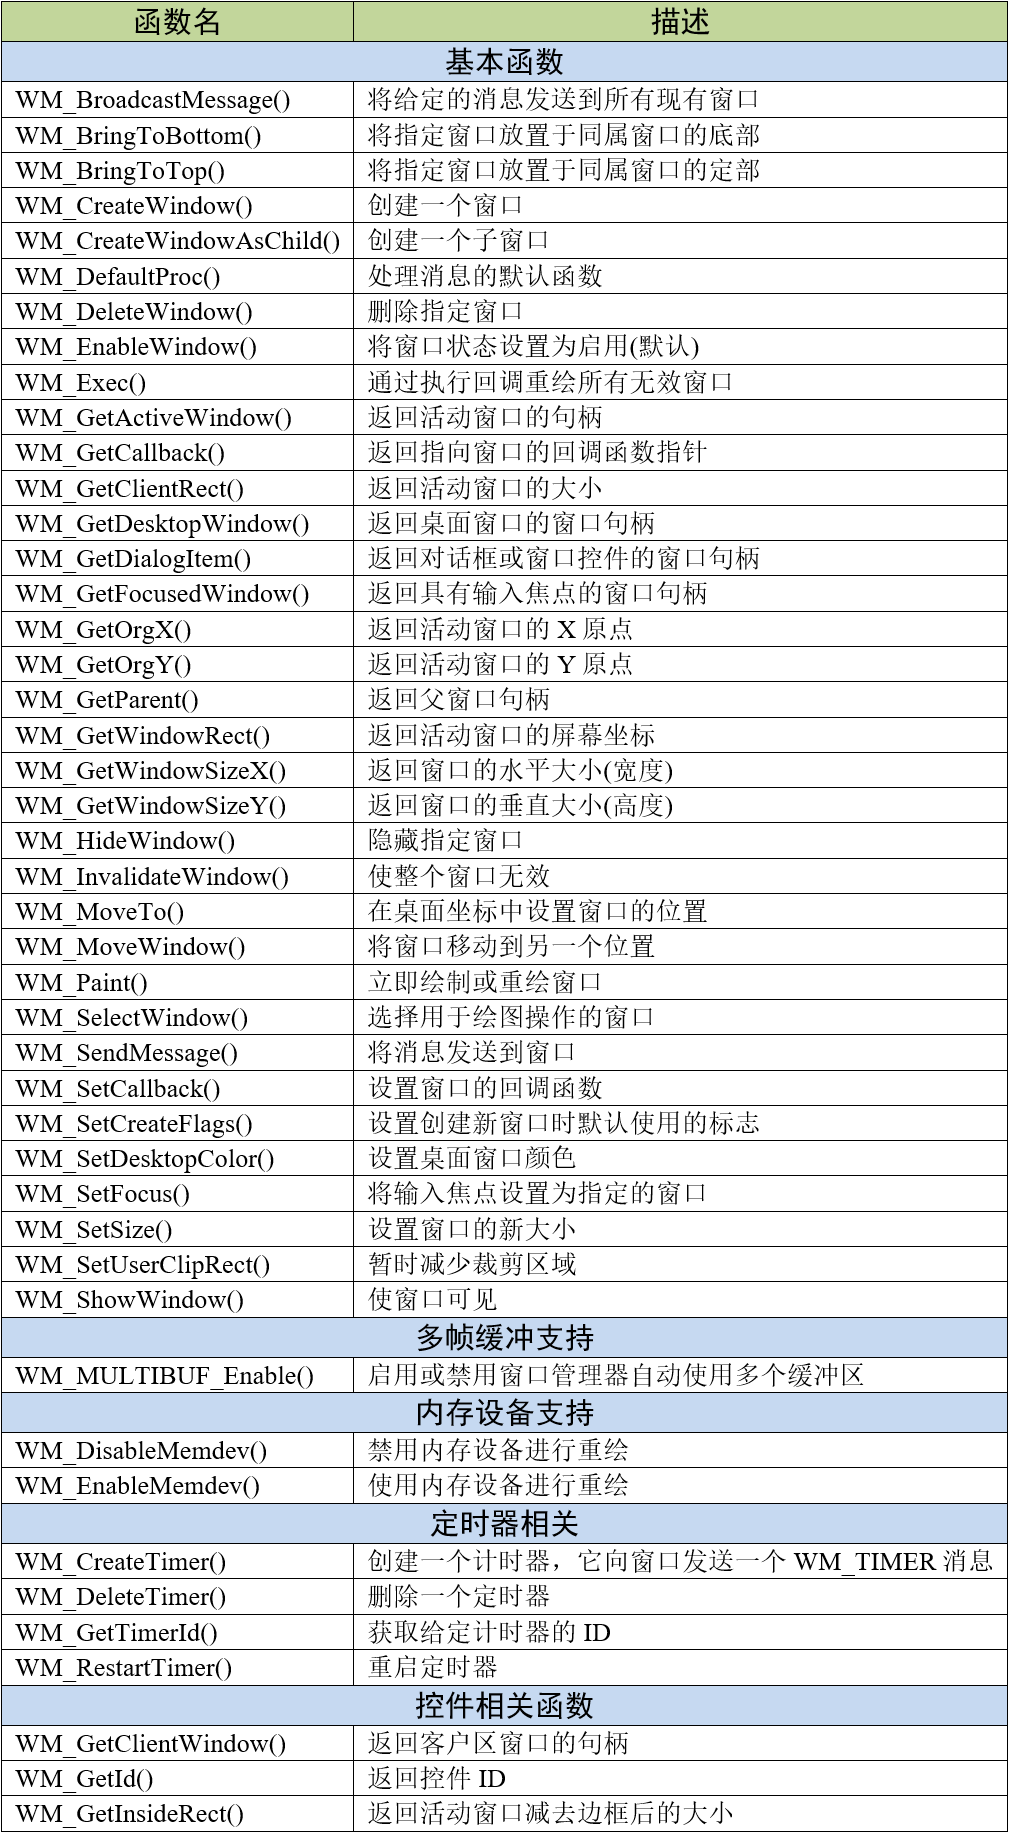 函数名 描述
基本函数
WM_BroadcastMessage() 将给定的消息发送到所有现有窗口
WM_BringToBottom() 将指定窗口放置于同属窗口的底部
WM_BringToTop() 将指定窗口放置于同属窗口的定部
WM_CreateWindow() 创建一个窗口
WM_CreateWindowAsChild() 创建一个子窗口
WM_DefaultProc() 处理消息的默认函数
WM_DeleteWindow() 删除指定窗口
WM_EnableWindow() 将窗口状态设置为启用(默认)
WM_Exec() 通过执行回调重绘所有无效窗口
WM_GetActiveWindow() 返回活动窗口的句柄
WM_GetCallback() 返回指向窗口的回调函数指针
WM_GetClientRect() 返回活动窗口的大小
WM_GetDesktopWindow() 返回桌面窗口的窗口句柄
WM_GetDialogItem() 返回对话框或窗口控件的窗口句柄
WM_GetFocusedWindow() 返回具有输入焦点的窗口句柄
WM_GetOrgX() 返回活动窗口的 X 原点
WM_GetOrgY() 返回活动窗口的 Y 原点
WM_GetParent() 返回父窗口句柄
WM_GetWindowRect() 返回活动窗口的屏幕坐标
WM_GetWindowSizeX() 返回窗口的水平大小(宽度)
WM_GetWindowSizeY() 返回窗口的垂直大小(高度)
WM_HideWindow() 隐藏指定窗口
WM_InvalidateWindow() 使整个窗口无效
WM_MoveTo() 在桌面坐标中设置窗口的位置
WM_MoveWindow() 将窗口移动到另一个位置
WM_Paint() 立即绘制或重绘窗口
WM_SelectWindow() 选择用于绘图操作的窗口
WM_SendMessage() 将消息发送到窗口
WM_SetCallback() 设置窗口的回调函数
WM_SetCreateFlags() 设置创建新窗口时默认使用的标志
WM_SetDesktopColor() 设置桌面窗口颜色
WM_SetFocus() 将输入焦点设置为指定的窗口
WM_SetSize() 设置窗口的新大小
WM_SetUserClipRect() 暂时减少裁剪区域
WM_ShowWindow() 使窗口可见
多帧缓冲支持
WM_MULTIBUF_Enable() 启用或禁用窗口管理器自动使用多个缓冲区
内存设备支持
WM_DisableMemdev() 禁用内存设备进行重绘
WM_EnableMemdev() 使用内存设备进行重绘
定时器相关
WM_CreateTimer() 创建一个计时器，它向窗口发送一个 WM_TIMER 消息
WM_DeleteTimer() 删除一个定时器
WM_GetTimerId() 获取给定计时器的 ID
WM_RestartTimer() 重启定时器
控件相关函数
WM_GetClientWindow() 返回客户区窗口的句柄
WM_GetId() 返回控件 ID
WM_GetInsideRect() 返回活动窗口减去边框后的大小